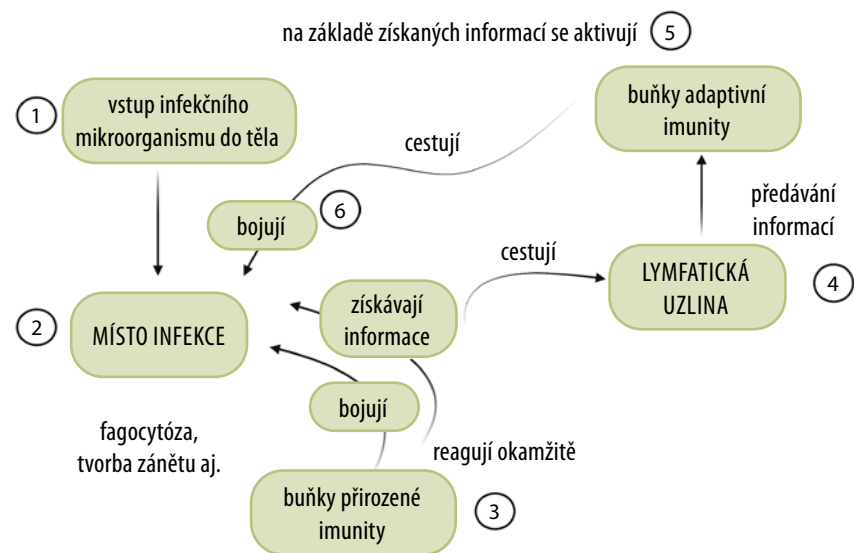 na základě získaných informací se aktivují
5
1
vstup infekčního
mikroorganismu do těla
buňky adaptivní
imunity
cestují
6
bojují
předávání
informací
cestují
LYMFATICKÁ
UZLINA
4
2
MÍSTO INFEKCE
získávají
informace
bojují
fagocytóza,
tvorba zánětu aj.
reagují okamžitě
buňky přirozené
imunity
3